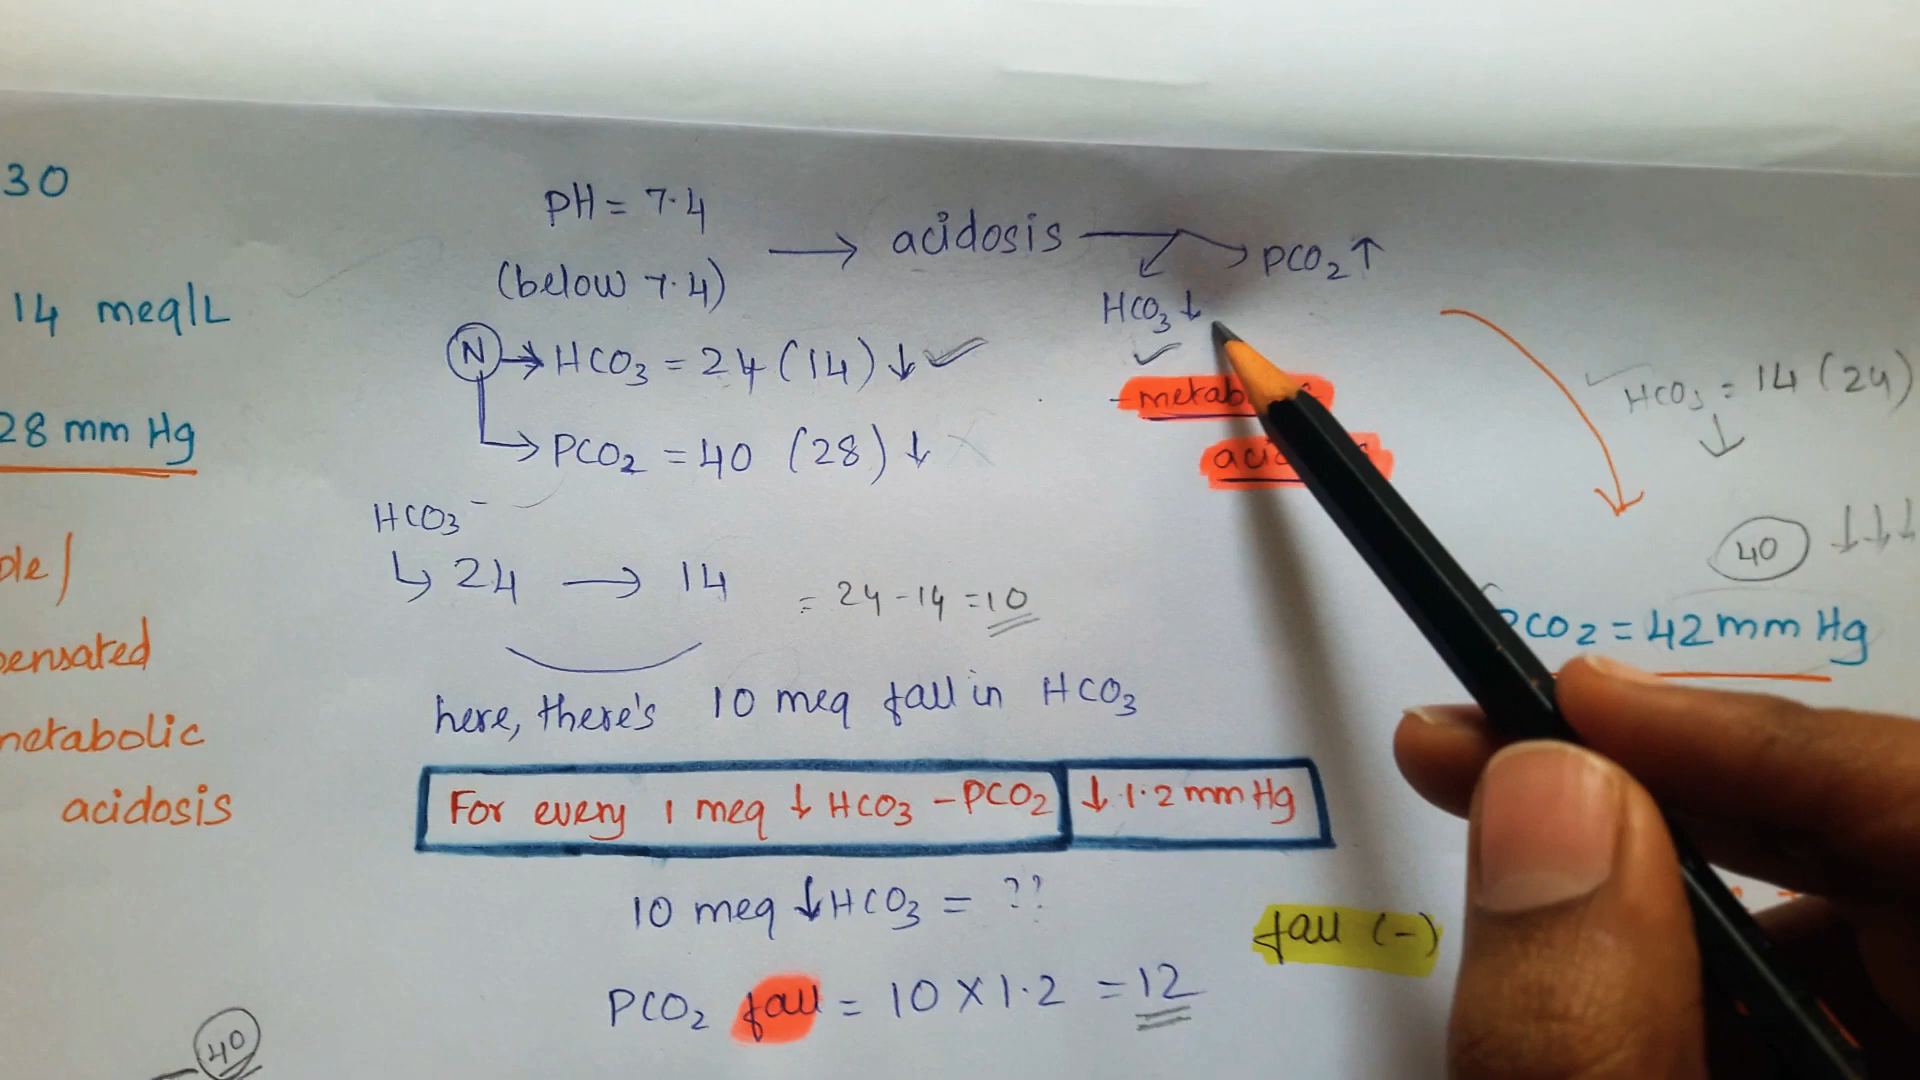 30
14 meq/L
28 mm Hg
metabolic
acidosis
40
PH = 7.4
(below 7.4)
→ acidosis → PCO2 ↑
HCO3 ↓ ✓
N → HCO3 = 24 (14) ↓ ✓
→ PCO2 = 40 (28) ↓
HCO3⁻
↳ 24 → 14 = 24-14 = 10
here, there's 10 meq fall in HCO3
For every 1 meq ↓ HCO3 - PCO2 ↓ 1.2 mm Hg
10 meq ↓ HCO3 = ??
fall (-)
PCO2 fall = 10 X 1.2 = 12
HCO3 = 14 (24)
↓
40 ↓↓↓
PCO2 = 42 mm Hg